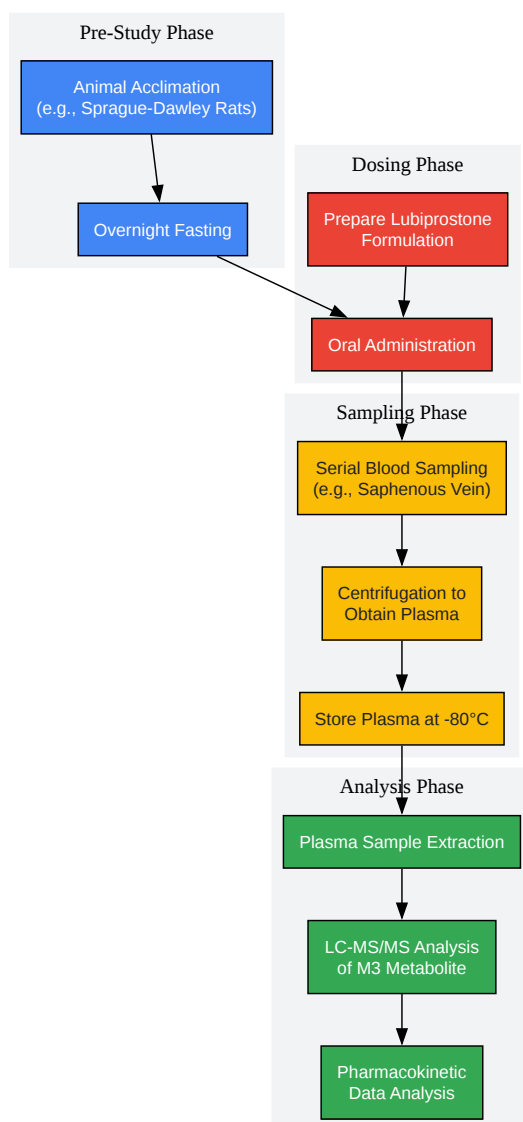 Pre-Study Phase
Animal Acclimation
(e.g., Sprague-Dawley Rats)
Overnight Fasting
Dosing Phase
Prepare Lubiprostone
Formulation
Oral Administration
Sampling Phase
Serial Blood Sampling
(e.g., Saphenous Vein)
Centrifugation to
Obtain Plasma
Store Plasma at -80°C
Analysis Phase
Plasma Sample Extraction
LC-MS/MS Analysis
of M3 Metabolite
Pharmacokinetic
Data Analysis